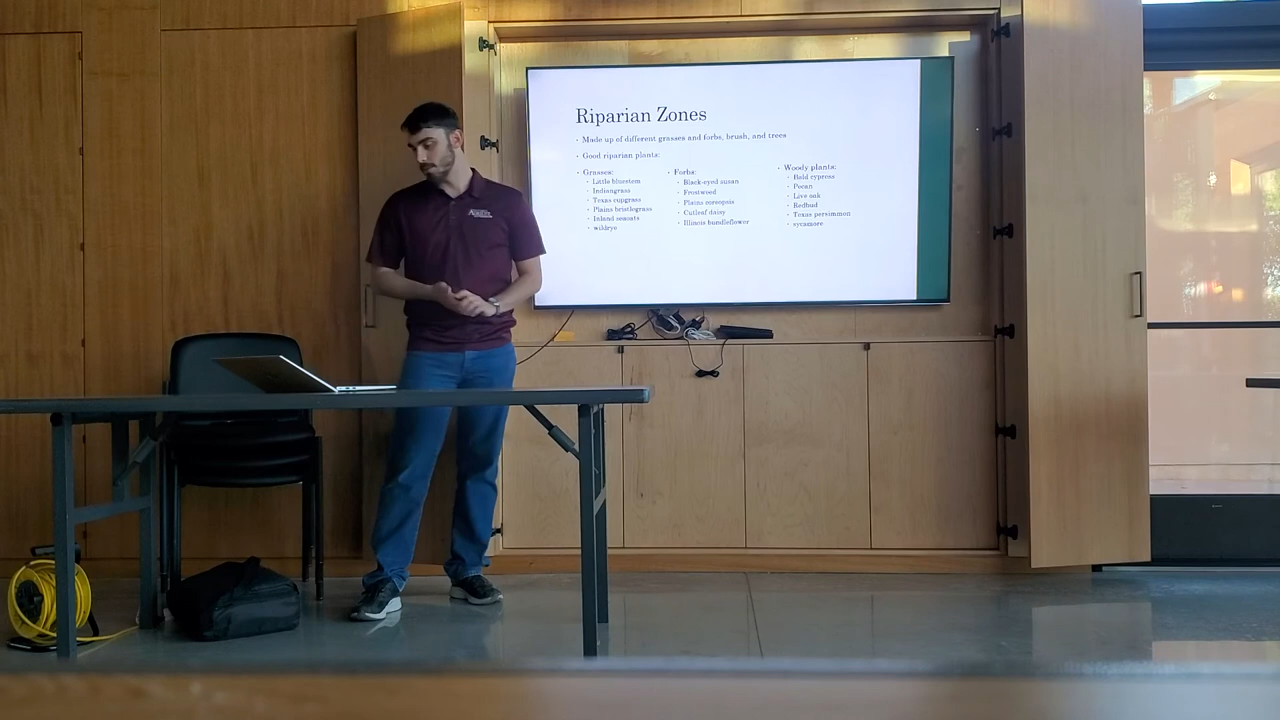 Riparian Zones
Made up of different grasses and forbs, brush, and trees
Good riparian plants:
Grasses:
Little bluestem
Indiangrass
Texas cupgrass
Plains bristlegrass
Inland seaoats
wildrye
Forbs:
Black-eyed susan
Frostweed
Plains coreopsis
Cutleaf daisy
Illinois bundleflower
Woody plants:
Bald cypress
Pecan
Live oak
Redbud
Texas persimmon
sycamore